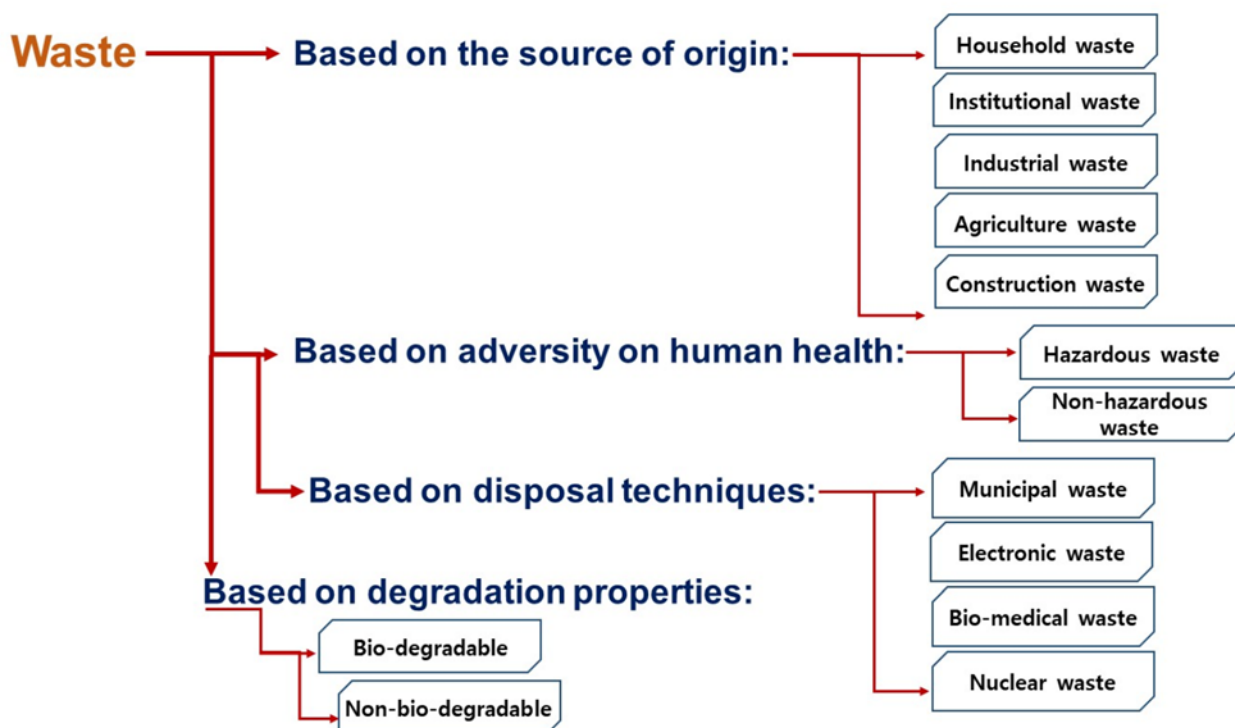 Waste
Based on the source of origin:
Household waste
Institutional waste
Industrial waste
Agriculture waste
Construction waste
Based on adversity on human health:
Hazardous waste
Non-hazardous
waste
Based on disposal techniques:
Municipal waste
Electronic waste
Bio-medical waste
Nuclear waste
Based on degradation properties:
Bio-degradable
Non-bio-degradable